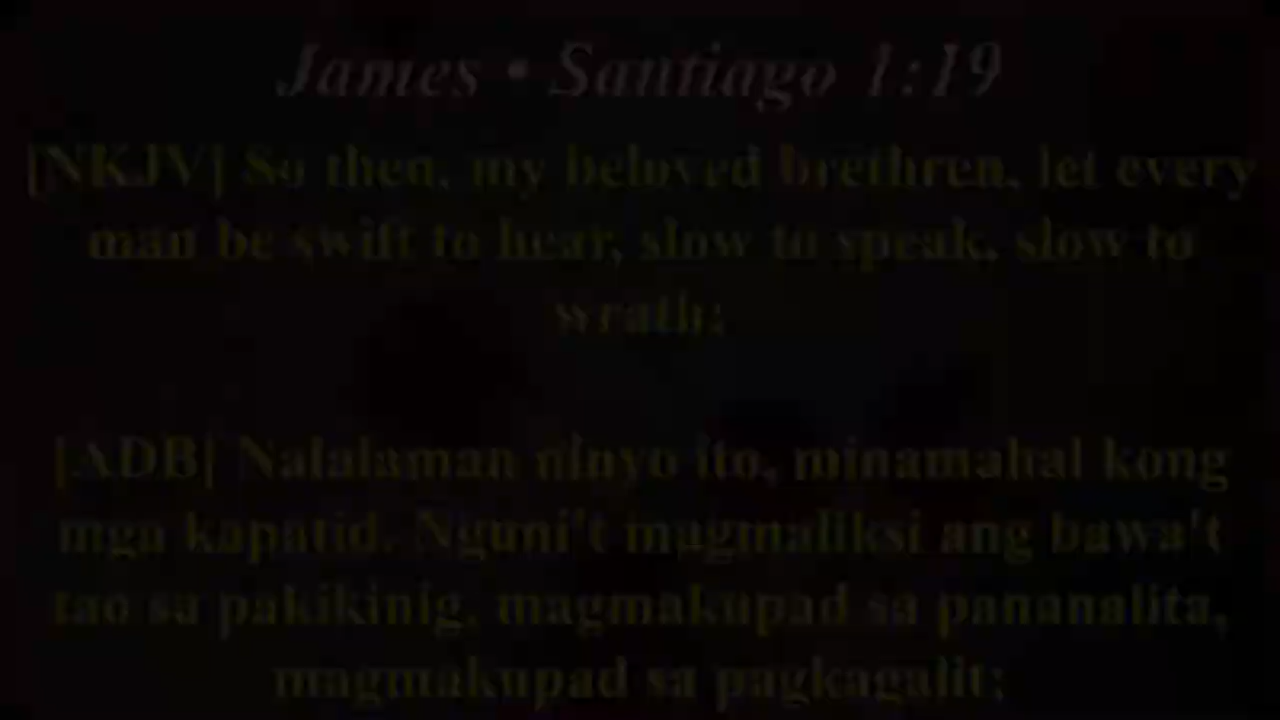 James • Santiago 1:19
[NKJV] So then, my beloved brethren, let every
man be swift to hear, slow to speak, slow to
wrath;
[ADB] Nalalaman ninyo ito, minamahal kong
mga kapatid. Nguni't magmaliksi ang bawa't
tao sa pakikinig, magmakupad sa pananalita,
magmakupad sa pagkagalit;